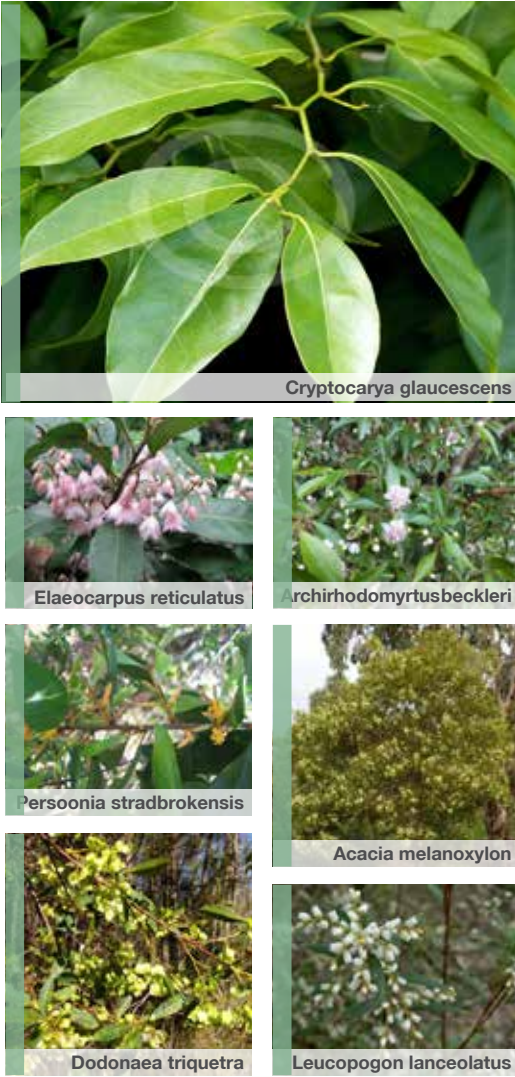 Cryptocarya glaucescens
Elaeocarpus reticulatus
Archirhodomyrtusbeckleri
Persoonia stradbrokensis
Acacia melanoxylon
Dodonaea triquetra
Leucopogon lanceolatus